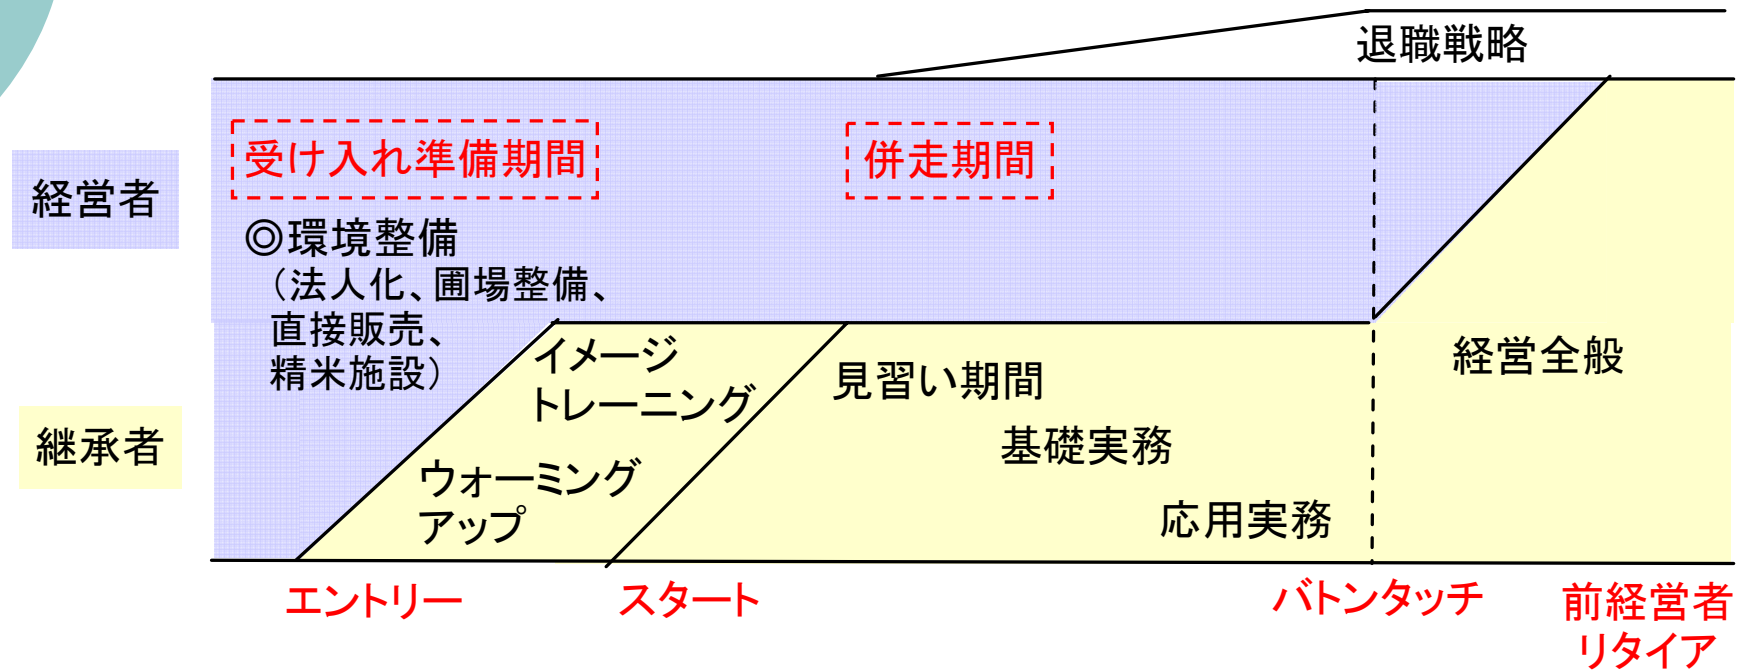 退職戦略
経営者
受け入れ準備期間
併走期間
◎環境整備
（法人化、圃場整備、
直接販売、
精米施設）
継承者
イメージ
トレーニング
ウォーミング
アップ
見習い期間
基礎実務
応用実務
経営全般
エントリー
スタート
バトンタッチ
前経営者
リタイア